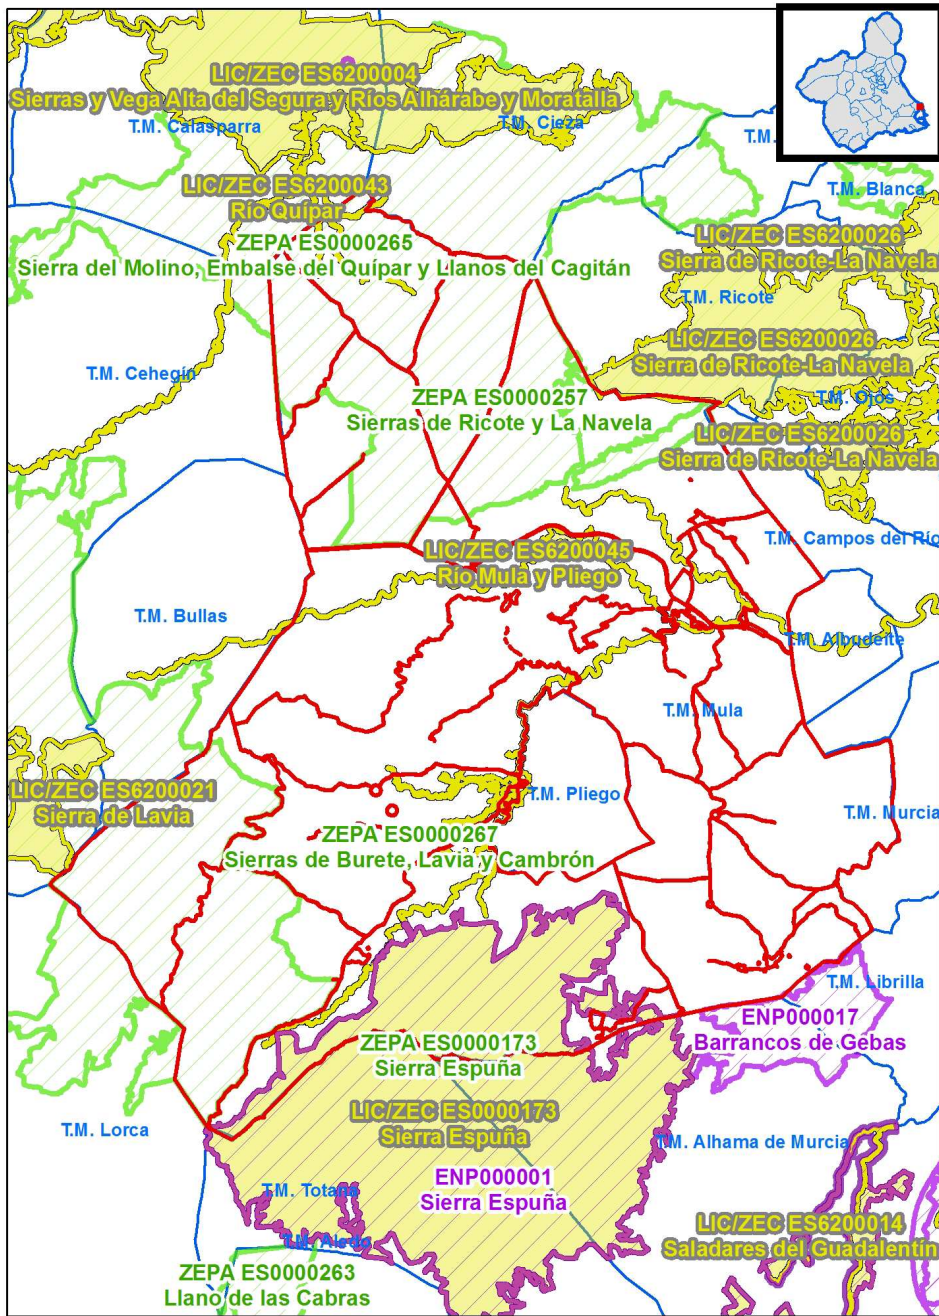 LIC/ZEC ES6200004
Sierras y Vega Alta del Segura y Ríos Alhárabe y Moratalla
T.M. Calasparra
T.M. Cieza
T.M.
LIC/ZEC ES6200043
Río Quípar
T.M. Blanca
ZEPA ES0000265
Sierra del Molino, Embalse del Quípar y Llanos del Cagitán
LIC/ZEC ES6200026
Sierra de Ricote-La Navela
T.M. Ricote
LIC/ZEC ES6200026
Sierra de Ricote-La Navela
T.M. Cehegín
ZEPA ES0000257
Sierras de Ricote y La Navela
T.M. Ojós
LIC/ZEC ES6200026
Sierra de Ricote-La Navela
LIC/ZEC ES6200045
Río Mula y Pliego
T.M. Campos del Río
T.M. Bullas
T.M. Albudeite
T.M. Mula
LIC/ZEC ES6200021
Sierra de Lavia
T.M. Pliego
T.M. Murcia
ZEPA ES0000267
Sierras de Burete, Lavia y Cambrón
T.M. Librilla
ENP000017
Barrancos de Gebas
ZEPA ES0000173
Sierra Espuña
LIC/ZEC ES0000173
Sierra Espuña
T.M. Lorca
T.M. Alhama de Murcia
ENP000001
Sierra Espuña
T.M. Totana
LIC/ZEC ES6200014
Saladares del Guadalentín
T.M. Aledo
ZEPA ES0000263
Llano de las Cabras